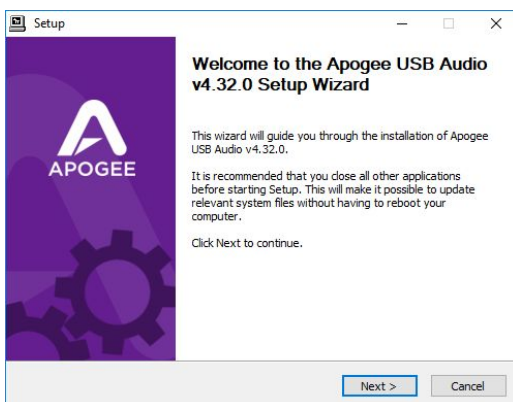 Setup
Welcome to the Apogee USB Audio
v4.32.0 Setup Wizard
This wizard will guide you through the installation of Apogee
USB Audio v4.32.0.
It is recommended that you close all other applications
before starting Setup. This will make it possible to update
relevant system files without having to reboot your
computer.
Click Next to continue.
APOGEE
Next >
Cancel